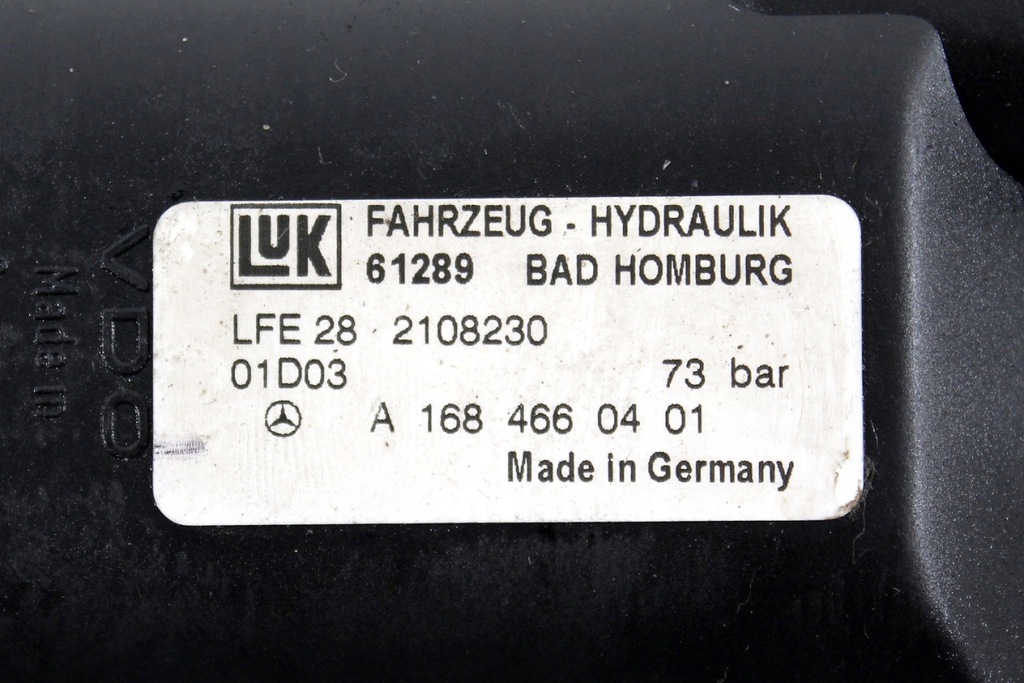 LUK FAHRZEUG - HYDRAULIK
61289 BAD HOMBURG
LFE 28 2108230
01D03 73 bar
A 168 466 04 01
Made in Germany
VDO
Made in